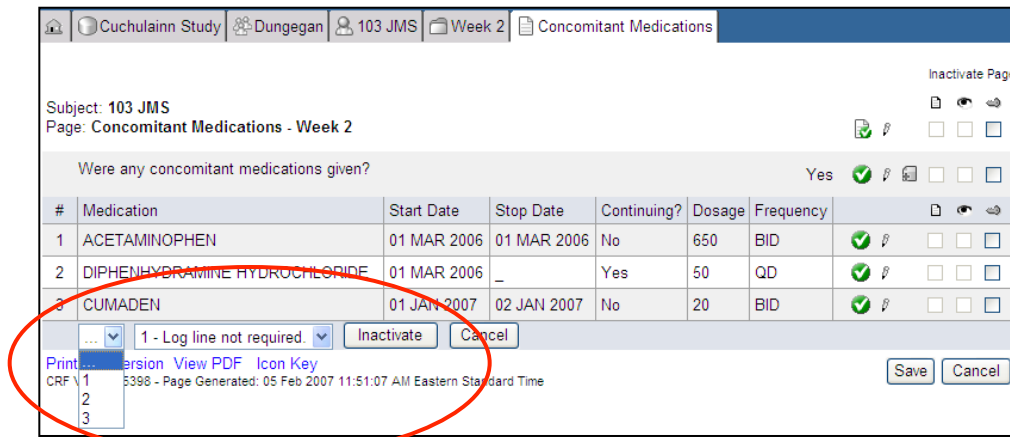 Cuchulainn Study Dungegan 103 JMS Week 2 Concomitant Medications
Inactivate Pag
Subject: 103 JMS
Page: Concomitant Medications - Week 2
Were any concomitant medications given? Yes
# Medication Start Date Stop Date Continuing? Dosage Frequency
1 ACETAMINOPHEN 01 MAR 2006 01 MAR 2006 No 650 BID
2 DIPHENHYDRAMINE HYDROCHLORIDE 01 MAR 2006 _ Yes 50 QD
3 CUMADEN 01 JAN 2007 02 JAN 2007 No 20 BID
... 1 - Log line not required. Inactivate Cancel
...
1
2
3
Print ersion View PDF Icon Key
CRF V 5398 - Page Generated: 05 Feb 2007 11:51:07 AM Eastern Standard Time
Save Cancel